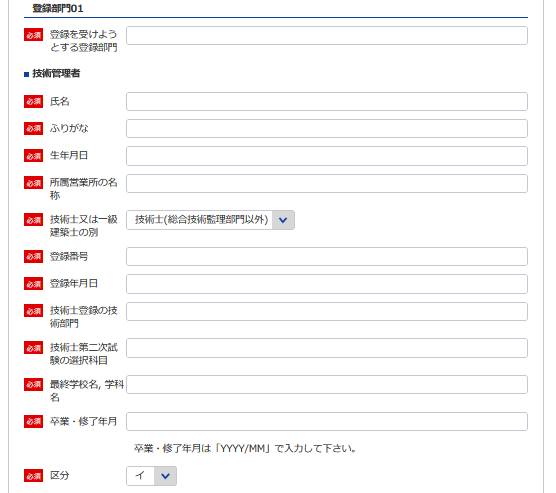 登録部門01
必須 登録を受けよう
とする登録部門
技術管理者
必須 氏名
必須 ふりがな
必須 生年月日
必須 所属営業所の名
称
必須 技術士又は一級
建築士の別
技術士(総合技術監理部門以外)
必須 登録番号
必須 登録年月日
必須 技術士登録の技
術部門
必須 技術士第二次試
験の選択科目
必須 最終学校名, 学科
名
必須 卒業・修了年月
卒業・修了年月は「YYYY/MM」で入力して下さい。
必須 区分 イ